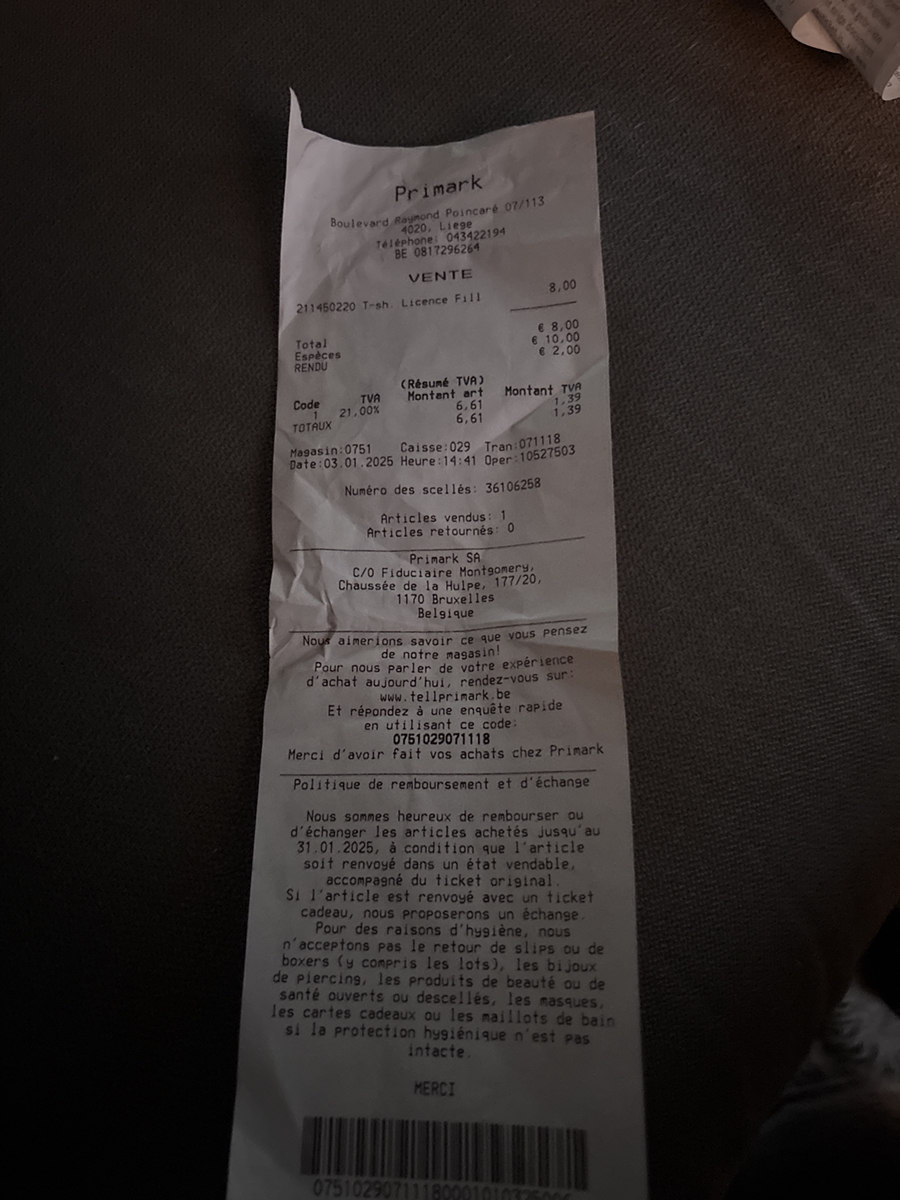 Primark
Boulevard Raymond Poincaré 07/113
4020, Liege
Téléphone: 043422194
BE 0817296264
VENTE
211450220 T-sh. Licence Fill 8,00
Total € 8,00
Espèces € 10,00
RENDU € 2,00
(Résumé TVA)
Code TVA Montant art Montant TVA
1 21,00% 6,61 1,39
TOTAUX 6,61 1,39
Magasin:0751 Caisse:029 Tran:071118
Date:03.01.2025 Heure:14:41 Oper:10527503
Numéro des scellés: 36106258
Articles vendus: 1
Articles retournés: 0
Primark SA
C/O Fiduciaire Montgomery,
Chaussée de la Hulpe, 177/20,
1170 Bruxelles
Belgique
Nous aimerions savoir ce que vous pensez
de notre magasin!
Pour nous parler de votre expérience
d'achat aujourd'hui, rendez-vous sur:
www.tellprimark.be
Et répondez à une enquête rapide
en utilisant ce code:
0751029071118
Merci d'avoir fait vos achats chez Primark
Politique de remboursement et d'échange
Nous sommes heureux de rembourser ou
d'échanger les articles achetés jusqu'au
31.01.2025, à condition que l'article
soit renvoyé dans un état vendable,
accompagné du ticket original.
Si l'article est renvoyé avec un ticket
cadeau, nous proposerons un échange.
Pour des raisons d'hygiène, nous
n'acceptons pas le retour de slips ou de
boxers (y compris les lots), les bijoux
de piercing, les produits de beauté ou de
santé ouverts ou descellés, les masques,
les cartes cadeaux ou les maillots de bain
si la protection hygiénique n'est pas
intacte.
MERCI